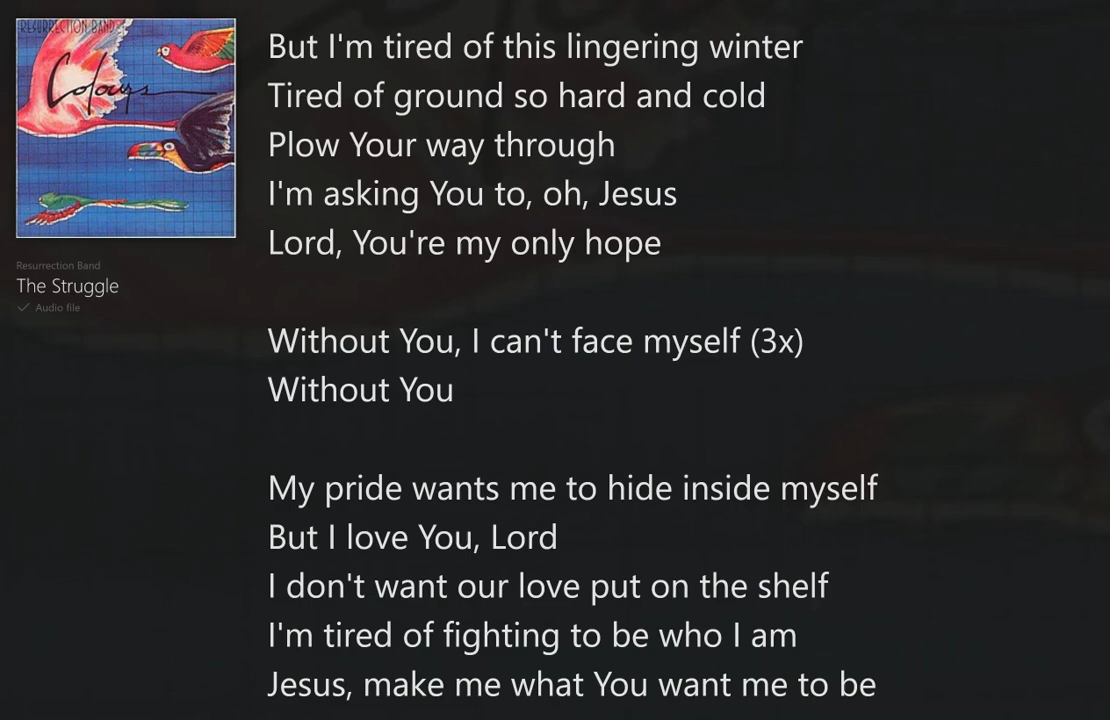 RESURRECTION BAND
Colours
Resurrection Band
The Struggle
Audio file
But I'm tired of this lingering winter
Tired of ground so hard and cold
Plow Your way through
I'm asking You to, oh, Jesus
Lord, You're my only hope
Without You, I can't face myself (3x)
Without You
My pride wants me to hide inside myself
But I love You, Lord
I don't want our love put on the shelf
I'm tired of fighting to be who I am
Jesus, make me what You want me to be